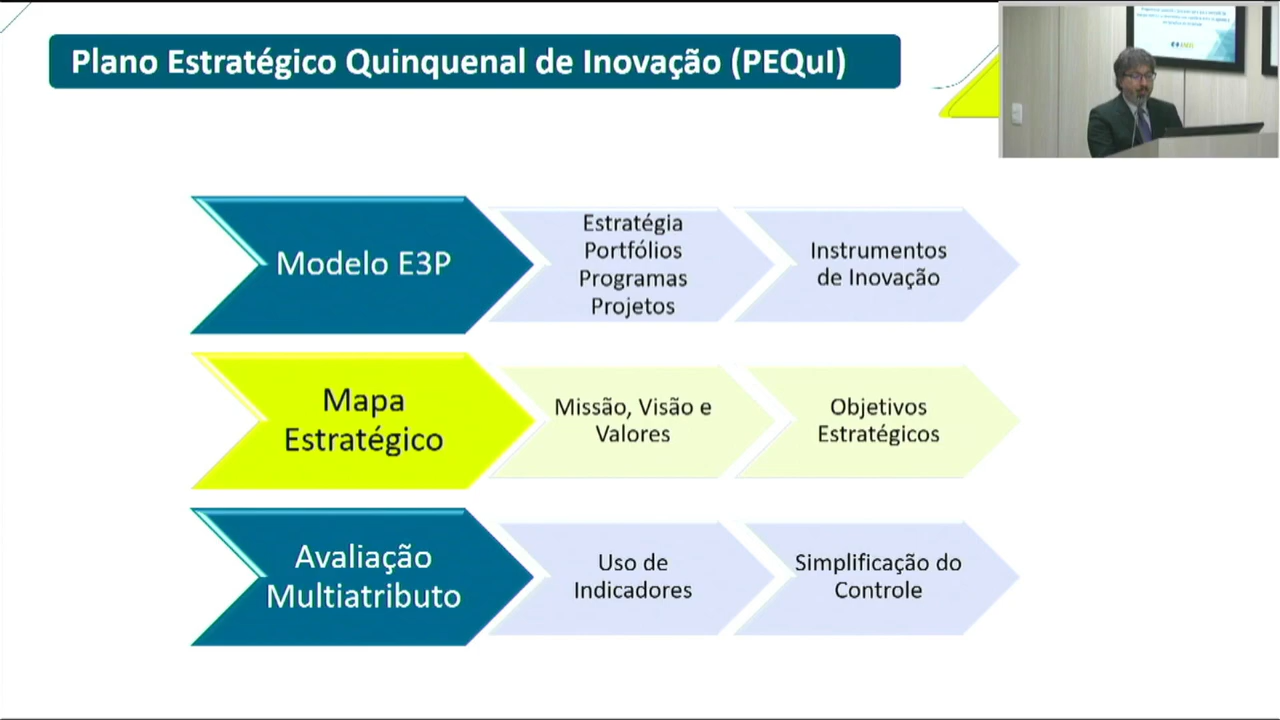 Plano Estratégico Quinquenal de Inovação (PEQuI)
Modelo E3P
Estratégia
Portfólios
Programas
Projetos
Instrumentos
de Inovação
Mapa
Estratégico
Missão, Visão e
Valores
Objetivos
Estratégicos
Avaliação
Multiatributo
Uso de
Indicadores
Simplificação do
Controle